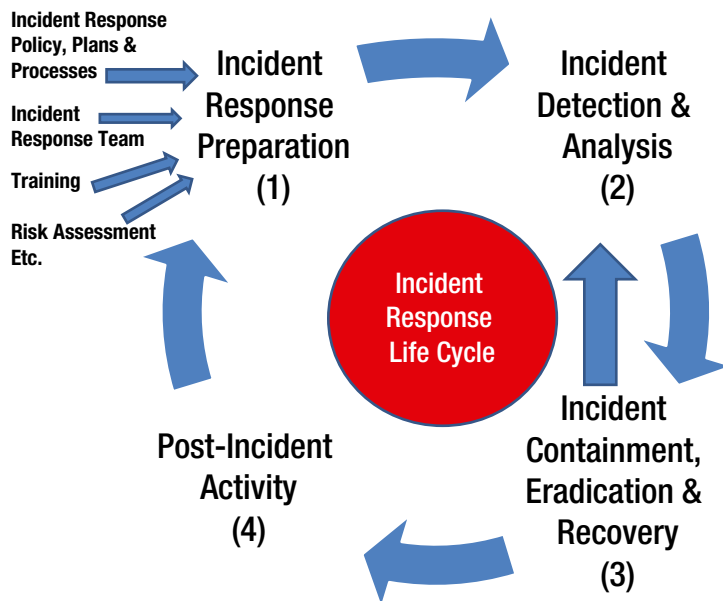 Incident Response
Policy, Plans &
Processes
Incident
Response Team
Training
Risk Assessment
Etc.
Incident
Response
Preparation
(1)
Incident
Detection &
Analysis
(2)
Incident
Response
Life Cycle
Incident
Containment,
Eradication &
Recovery
(3)
Post-Incident
Activity
(4)